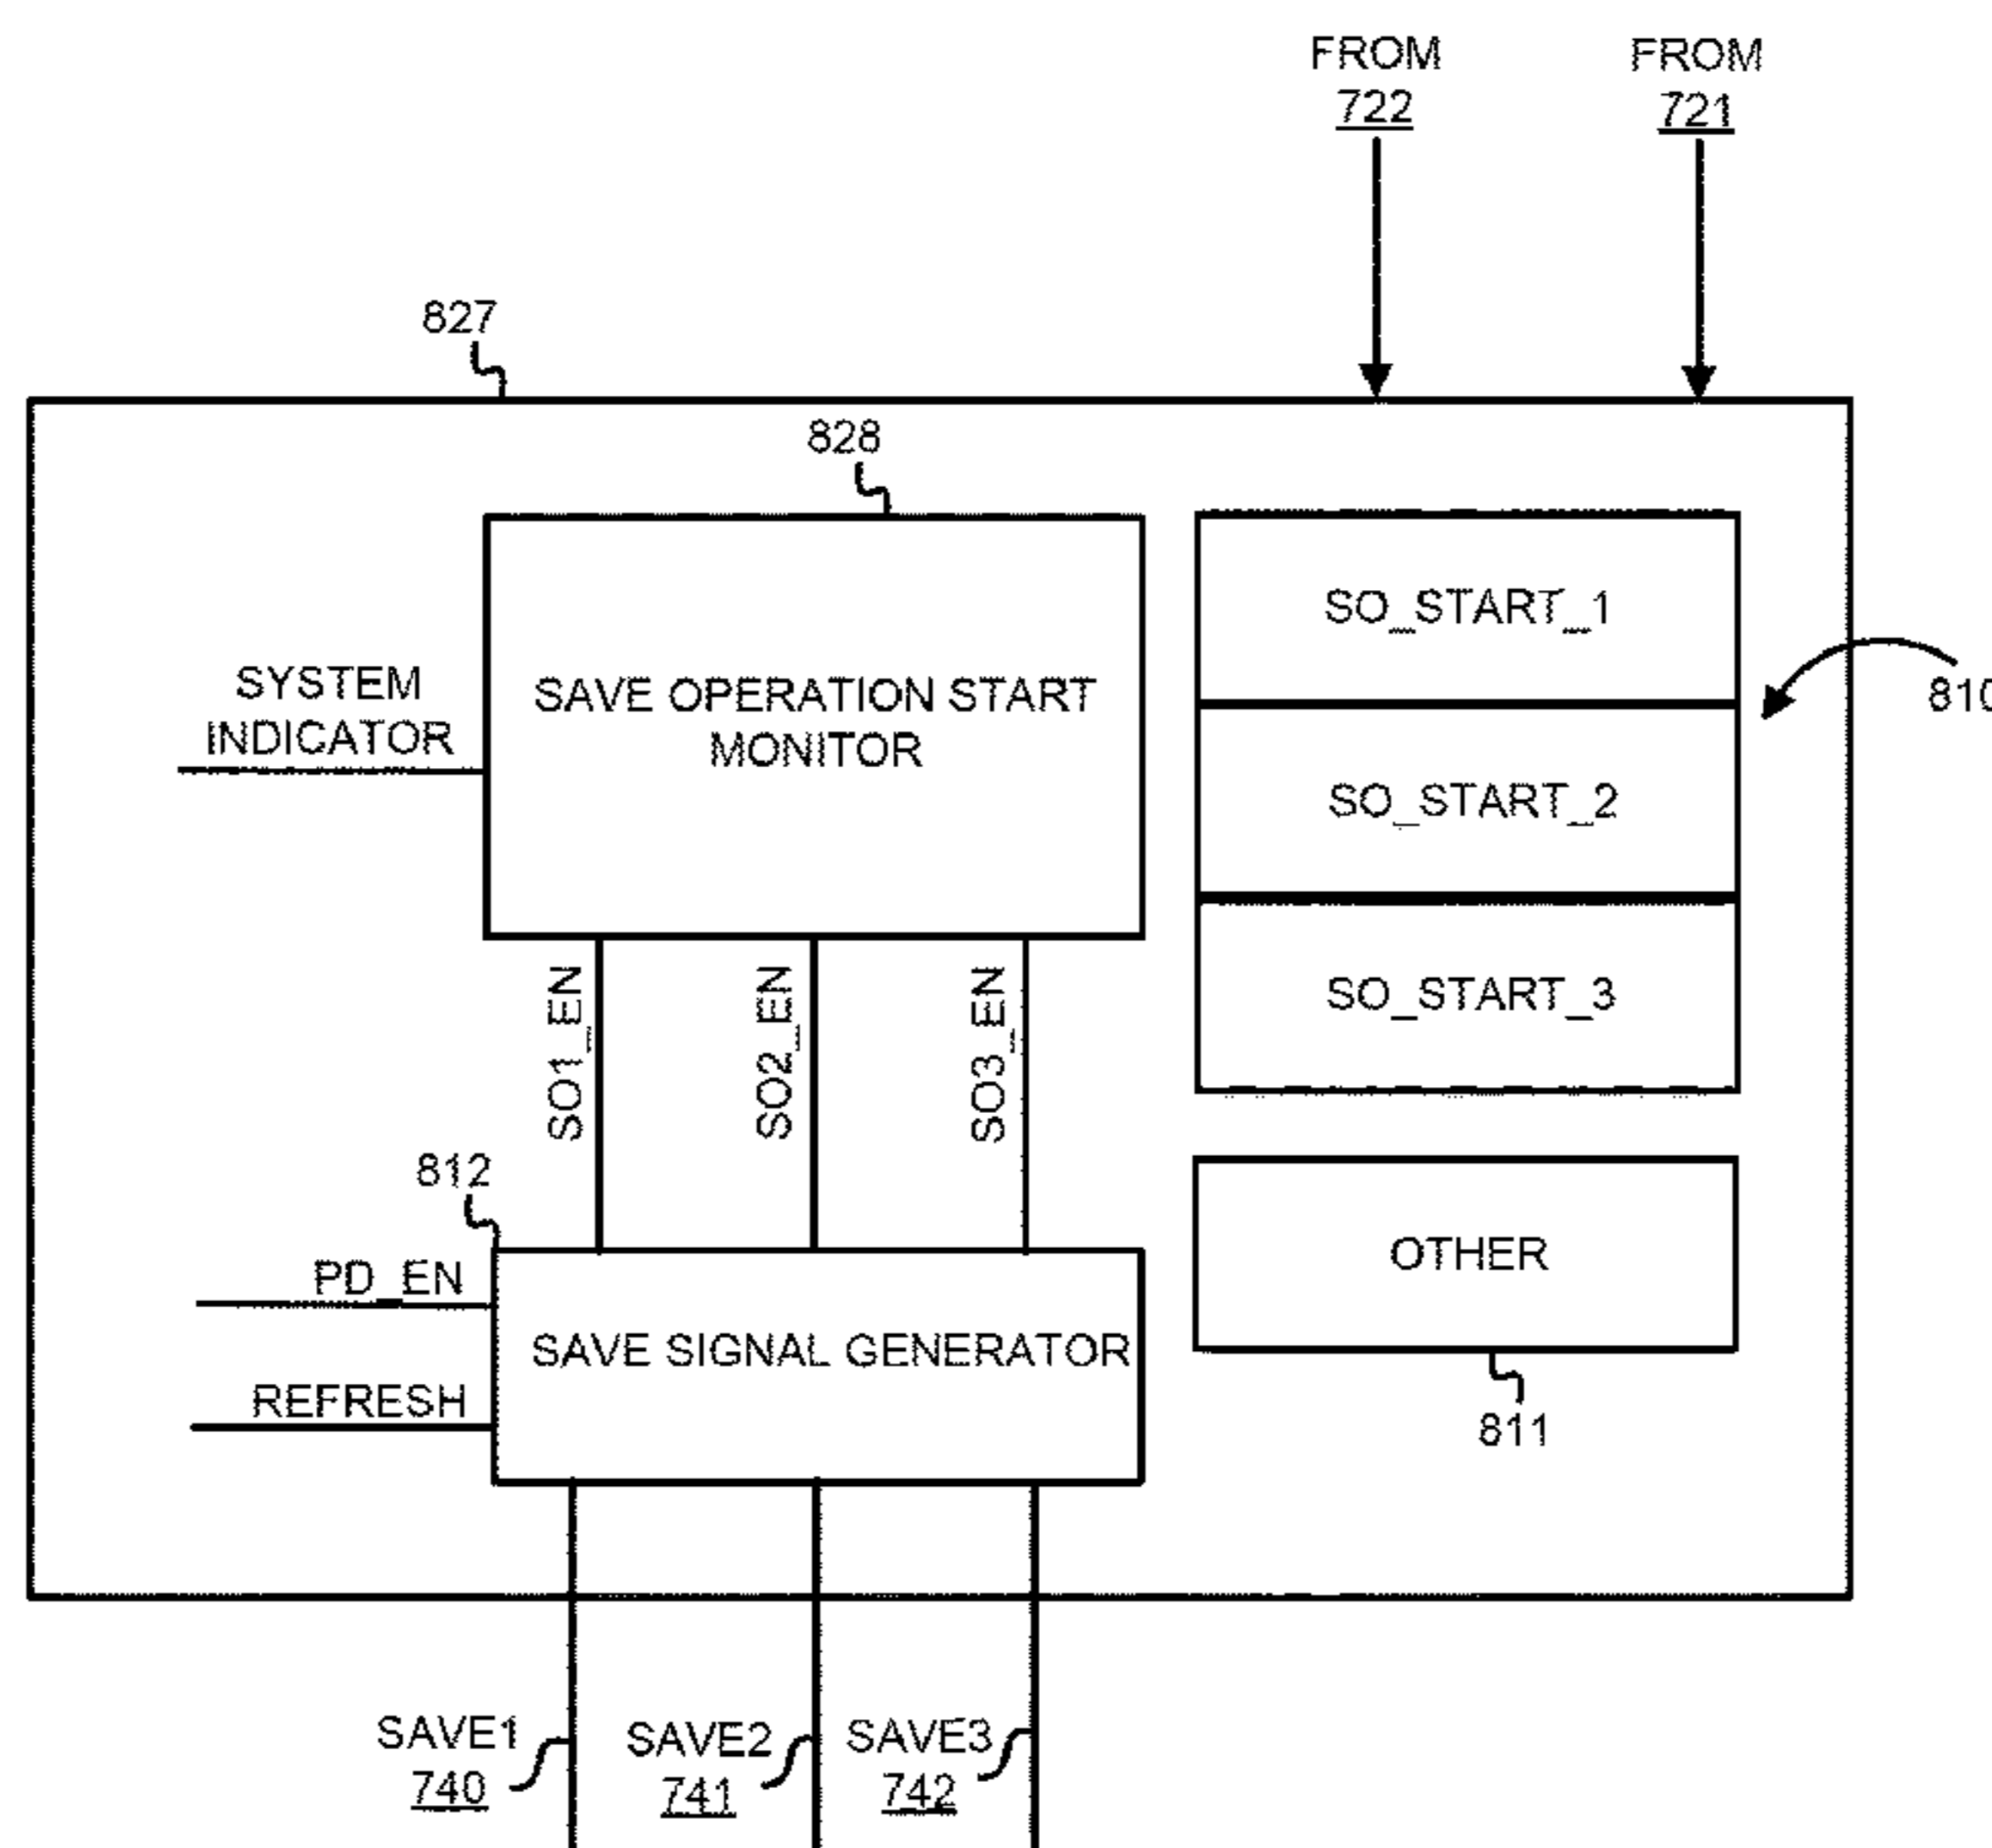 FROM
722
FROM
721
827
828
SO_START_1
SYSTEM
INDICATOR
SAVE OPERATION START
MONITOR
810
SO_START_2
SO_START_3
SO1_EN
SO2_EN
SO3_EN
812
PD_EN
OTHER
SAVE SIGNAL GENERATOR
REFRESH
811
SAVE1
740
SAVE2
741
SAVE3
742